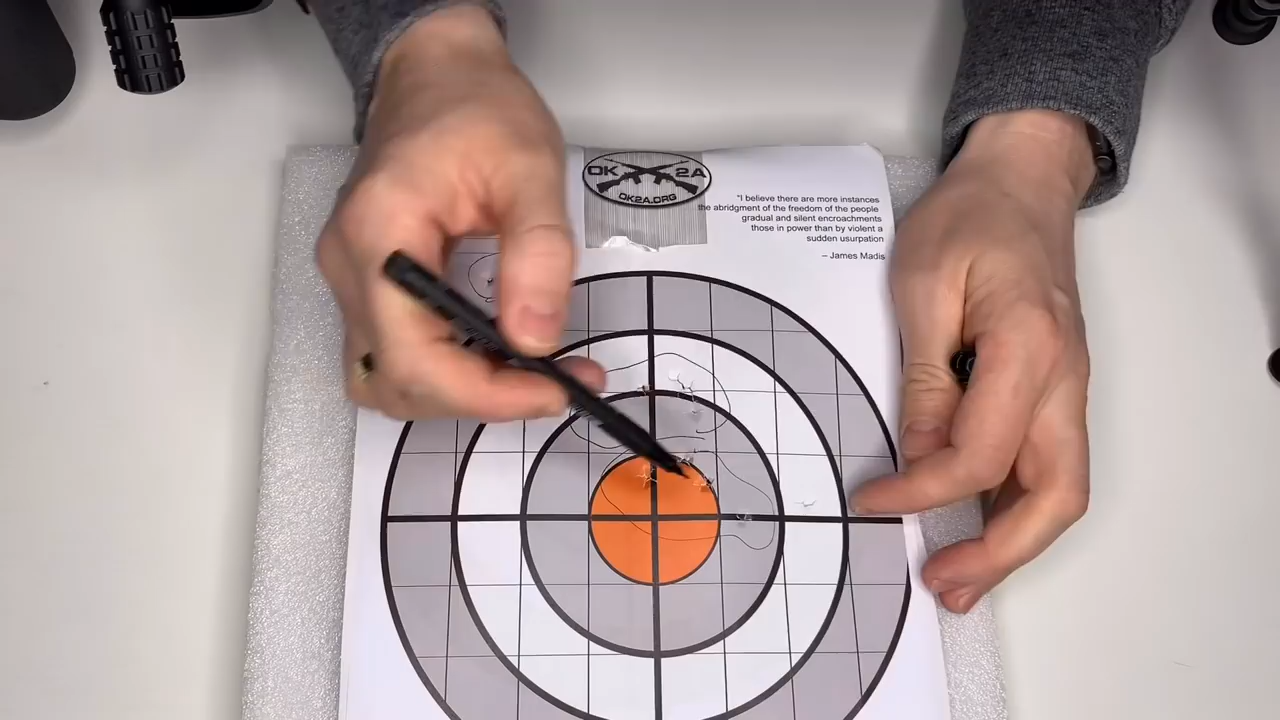 OK 2A
OK2A.ORG
"I believe there are more instances
the abridgment of the freedom of the people
gradual and silent encroachments
those in power than by violent a
sudden usurpation
– James Madis